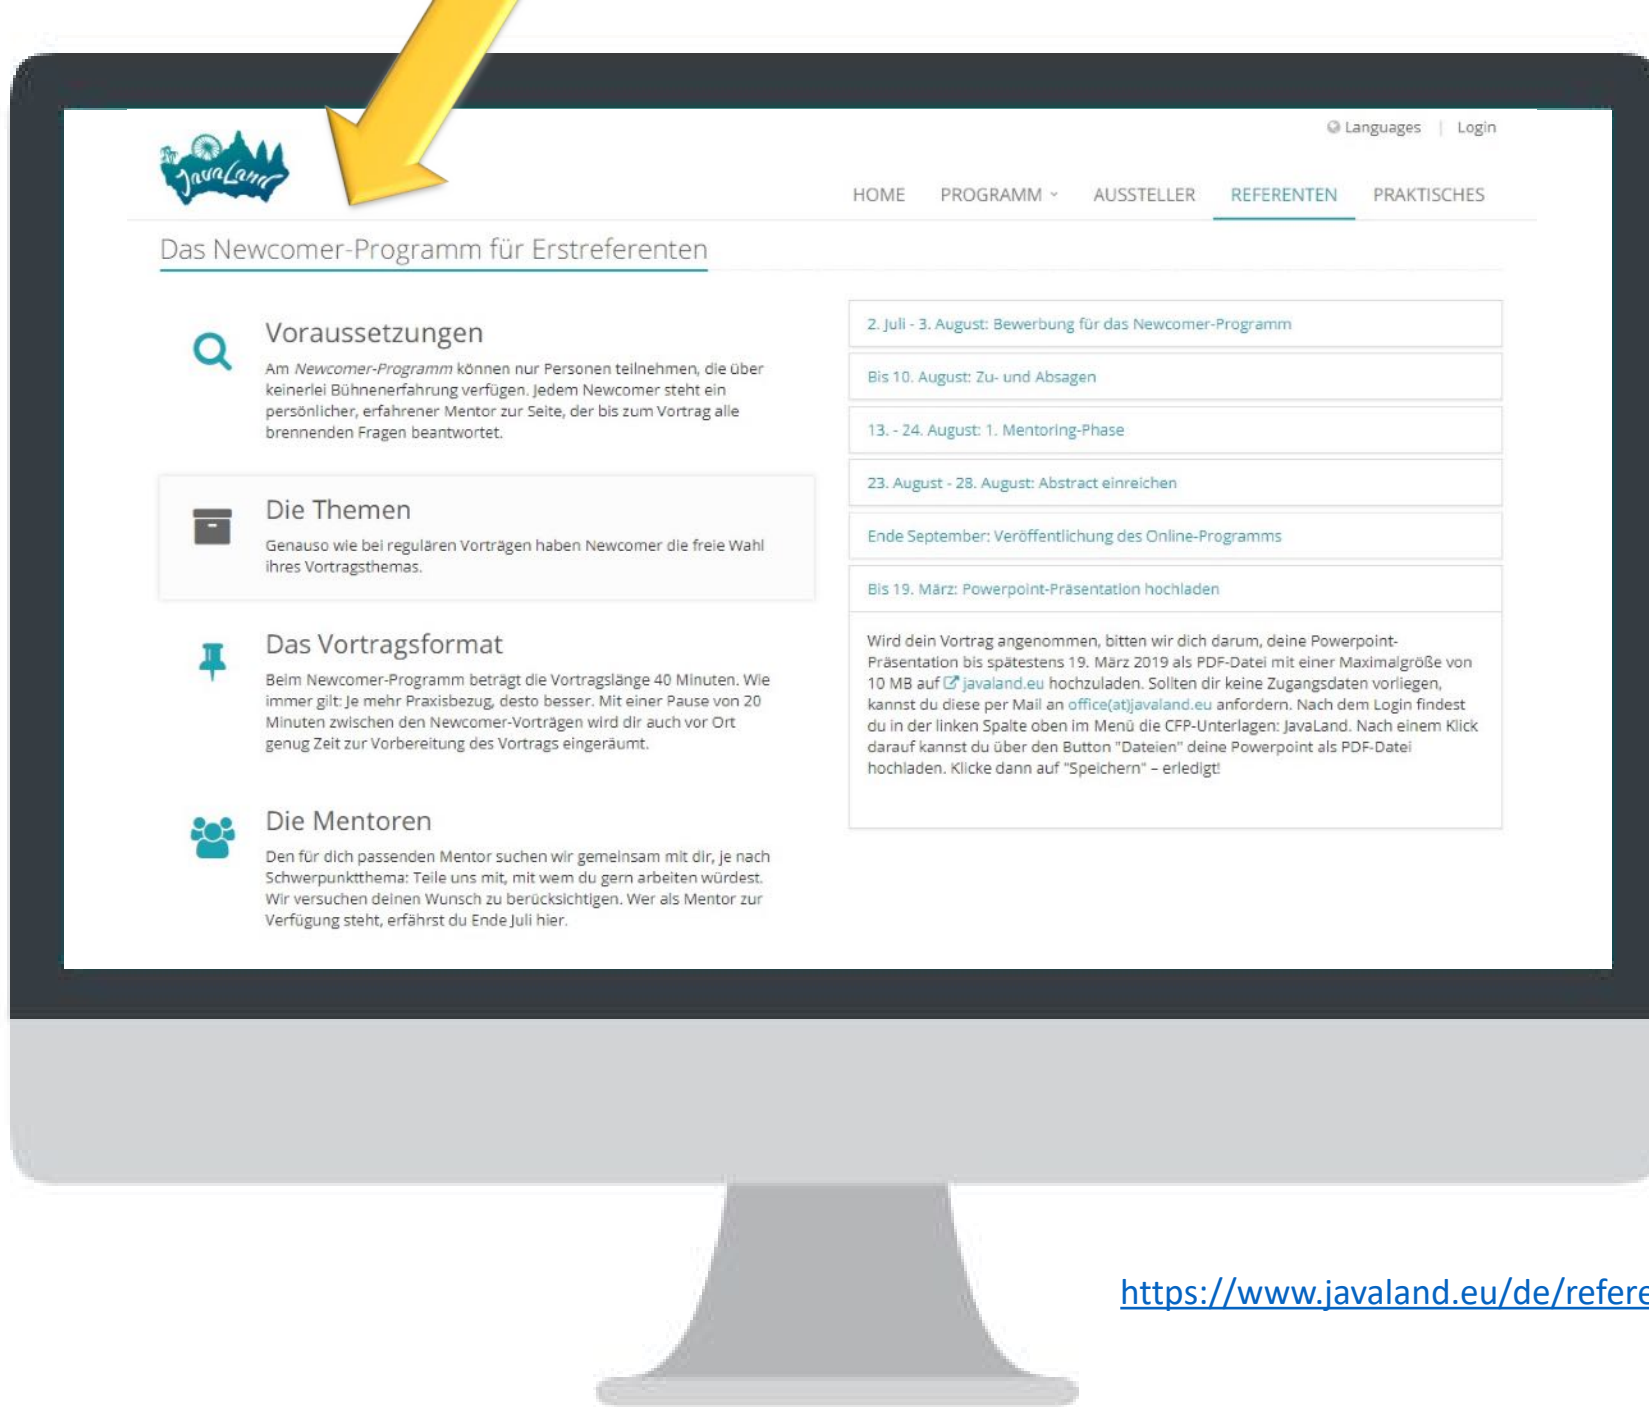 JavaLand
Languages | Login
HOME PROGRAMM AUSSTELLER REFERENTEN PRAKTISCHES
Das Newcomer-Programm für Erstreferenten
Voraussetzungen
Am Newcomer-Programm können nur Personen teilnehmen, die über
keinerlei Bühnenerfahrung verfügen. Jedem Newcomer steht ein
persönlicher, erfahrener Mentor zur Seite, der bis zum Vortrag alle
brennenden Fragen beantwortet.
Die Themen
Genauso wie bei regulären Vorträgen haben Newcomer die freie Wahl
ihres Vortragsthemas.
Das Vortragsformat
Beim Newcomer-Programm beträgt die Vortragslänge 40 Minuten. Wie
immer gilt: Je mehr Praxisbezug, desto besser. Mit einer Pause von 20
Minuten zwischen den Newcomer-Vorträgen wird dir auch vor Ort
genug Zeit zur Vorbereitung des Vortrags eingeräumt.
Die Mentoren
Den für dich passenden Mentor suchen wir gemeinsam mit dir, je nach
Schwerpunktthema: Teile uns mit, mit wem du gern arbeiten würdest.
Wir versuchen deinen Wunsch zu berücksichtigen. Wer als Mentor zur
Verfügung steht, erfährst du Ende Juli hier.
2. Juli - 3. August: Bewerbung für das Newcomer-Programm
Bis 10. August: Zu- und Absagen
13. - 24. August: 1. Mentoring-Phase
23. August - 28. August: Abstract einreichen
Ende September: Veröffentlichung des Online-Programms
Bis 19. März: Powerpoint-Präsentation hochladen
Wird dein Vortrag angenommen, bitten wir dich darum, deine Powerpoint-
Präsentation bis spätestens 19. März 2019 als PDF-Datei mit einer Maximalgröße von
10 MB auf javaland.eu hochzuladen. Sollten dir keine Zugangsdaten vorliegen,
kannst du diese per Mail an office(at)javaland.eu anfordern. Nach dem Login findest
du in der linken Spalte oben im Menü die CFP-Unterlagen: JavaLand. Nach einem Klick
darauf kannst du über den Button "Dateien" deine Powerpoint als PDF-Datei
hochladen. Klicke dann auf "Speichern" – erledigt!
https://www.javaland.eu/de/refere